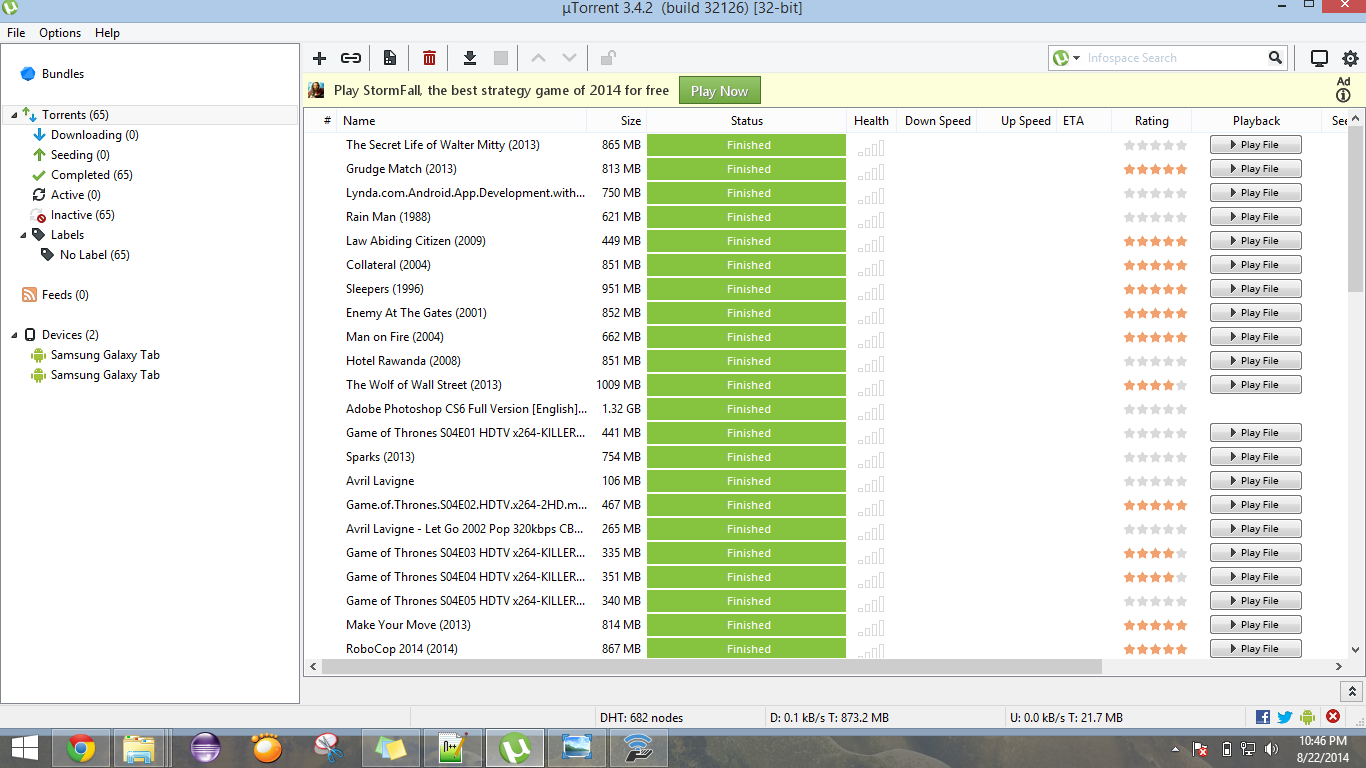 µTorrent 3.4.2 (build 32126) [32-bit]
File Options Help
Bundles
Torrents (65)
Downloading (0)
Seeding (0)
Completed (65)
Active (0)
Inactive (65)
Labels
No Label (65)
Feeds (0)
Devices (2)
Samsung Galaxy Tab
Samsung Galaxy Tab
Infospace Search
Play StormFall, the best strategy game of 2014 for free Play Now
Ad
# Name Size Status Health Down Speed Up Speed ETA Rating Playback See
The Secret Life of Walter Mitty (2013) 865 MB Finished Play File
Grudge Match (2013) 813 MB Finished Play File
Lynda.com.Android.App.Development.with... 750 MB Finished Play File
Rain Man (1988) 621 MB Finished Play File
Law Abiding Citizen (2009) 449 MB Finished Play File
Collateral (2004) 851 MB Finished Play File
Sleepers (1996) 951 MB Finished Play File
Enemy At The Gates (2001) 852 MB Finished Play File
Man on Fire (2004) 662 MB Finished Play File
Hotel Rawanda (2008) 851 MB Finished Play File
The Wolf of Wall Street (2013) 1009 MB Finished Play File
Adobe Photoshop CS6 Full Version [English]... 1.32 GB Finished
Game of Thrones S04E01 HDTV x264-KILLER... 441 MB Finished Play File
Sparks (2013) 754 MB Finished Play File
Avril Lavigne 106 MB Finished Play File
Game.of.Thrones.S04E02.HDTV.x264-2HD.m... 467 MB Finished Play File
Avril Lavigne - Let Go 2002 Pop 320kbps CB... 265 MB Finished Play File
Game of Thrones S04E03 HDTV x264-KILLER... 335 MB Finished Play File
Game of Thrones S04E04 HDTV x264-KILLER... 351 MB Finished Play File
Game of Thrones S04E05 HDTV x264-KILLER... 340 MB Finished Play File
Make Your Move (2013) 814 MB Finished Play File
RoboCop 2014 (2014) 867 MB Finished Play File
DHT: 682 nodes D: 0.1 kB/s T: 873.2 MB U: 0.0 kB/s T: 21.7 MB
10:46 PM
8/22/2014